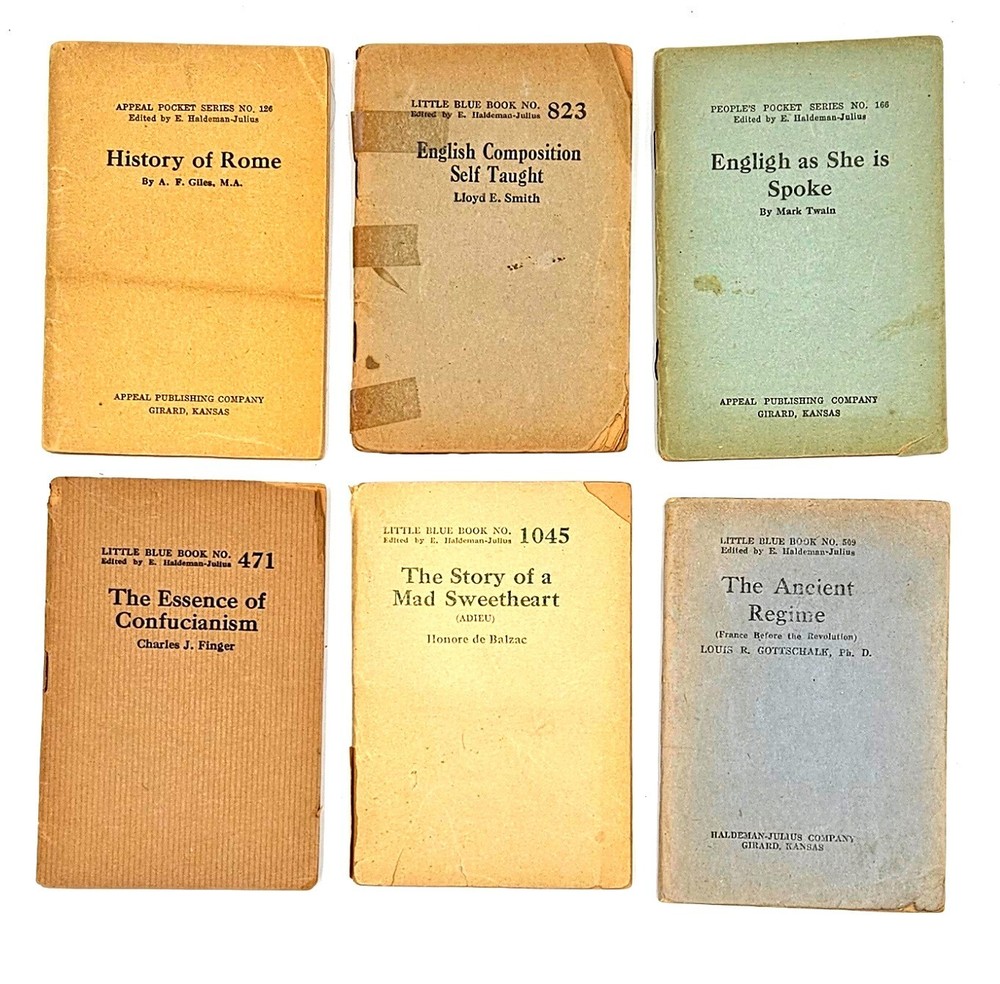 APPEAL POCKET SERIES NO. 126
Edited by E. Haldeman-Julius
History of Rome
By A. F. Giles, M.A.
APPEAL PUBLISHING COMPANY
GIRARD, KANSAS
LITTLE BLUE BOOK NO. 823
Edited by E. Haldeman-Julius
English Composition
Self Taught
Lloyd E. Smith
PEOPLE'S POCKET SERIES NO. 166
Edited by E. Haldeman-Julius
Engligh as She is
Spoke
By Mark Twain
APPEAL PUBLISHING COMPANY
GIRARD, KANSAS
LITTLE BLUE BOOK NO. 471
Edited by E. Haldeman-Julius
The Essence of
Confucianism
Charles J. Finger
LITTLE BLUE BOOK NO. 1045
Edited by E. Haldeman-Julius
The Story of a
Mad Sweetheart
(ADIEU)
Honore de Balzac
LITTLE BLUE BOOK NO. 509
Edited by E. Haldeman-Julius
The Ancient
Regime
(France Before the Revolution)
LOUIS R. GOTTSCHALK, Ph. D.
HALDEMAN-JULIUS COMPANY
GIRARD, KANSAS